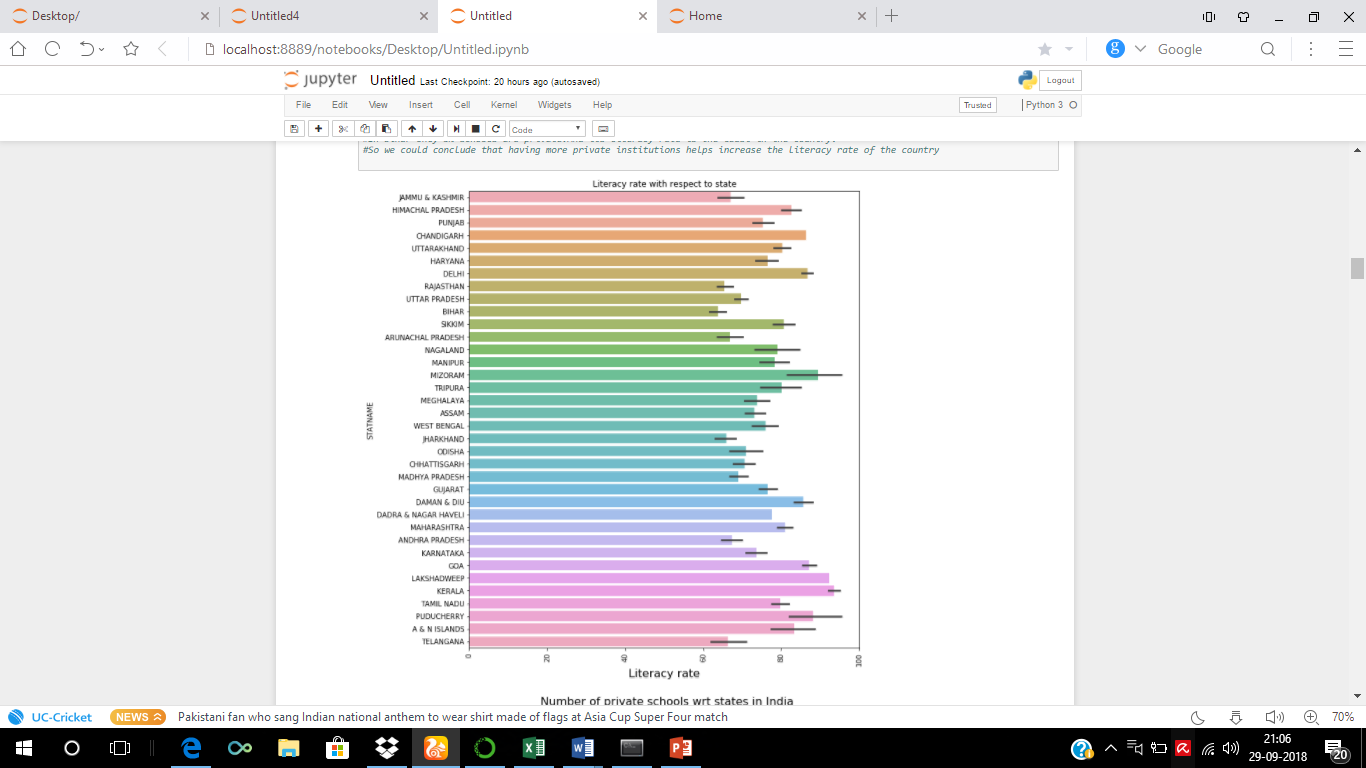 Desktop/
Untitled4
Untitled
Home
localhost:8889/notebooks/Desktop/Untitled.ipynb
g
Google
jupyter
Untitled Last Checkpoint: 20 hours ago (autosaved)
Logout
File Edit View Insert Cell Kernel Widgets Help
Trusted
Python 3
Code
#So we could conclude that having more private institutions helps increase the literacy rate of the country
Literacy rate with respect to state
JAMMU & KASHMIR
HIMACHAL PRADESH
PUNJAB
CHANDIGARH
UTTARAKHAND
HARYANA
DELHI
RAJASTHAN
UTTAR PRADESH
BIHAR
SIKKIM
ARUNACHAL PRADESH
NAGALAND
MANIPUR
MIZORAM
TRIPURA
MEGHALAYA
ASSAM
WEST BENGAL
JHARKHAND
ODISHA
CHHATTISGARH
MADHYA PRADESH
GUJARAT
DAMAN & DIU
DADRA & NAGAR HAVELI
MAHARASHTRA
ANDHRA PRADESH
KARNATAKA
GOA
LAKSHADWEEP
KERALA
TAMIL NADU
PUDUCHERRY
A & N ISLANDS
TELANGANA
STATNAME
0 20 40 60 80 100
Literacy rate
Number of private schools wrt states in India
UC-Cricket
NEWS
Pakistani fan who sang Indian national anthem to wear shirt made of flags at Asia Cup Super Four match
70%
21:06
29-09-2018
20